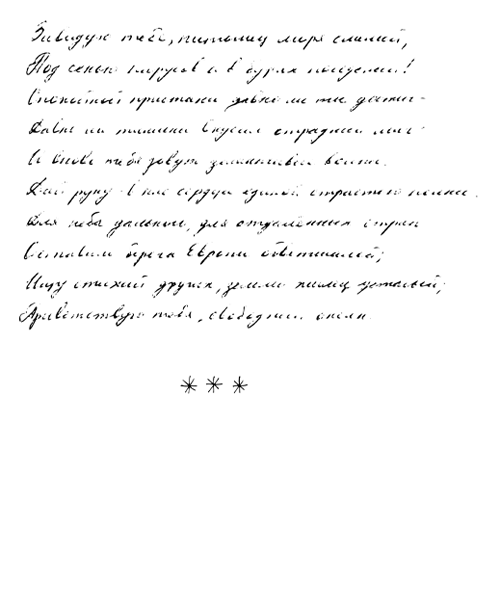 Завидую тебе, питомец моря смелый,
Под сенью парусов и в бурях поседелый!
Спокойной пристани давно ли ты достиг -
Давно ли тишины вкусил отрадный миг -
И вновь тебя зовут заманчивые волны.
Дай руку - в нас сердца единой страстью полны.
Для неба дальнего, для отдаленных стран
Оставим берега Европы обветшалой;
Ищу стихий других, земли жилец усталый;
Приветствую тебя, свободный океан.
* * *